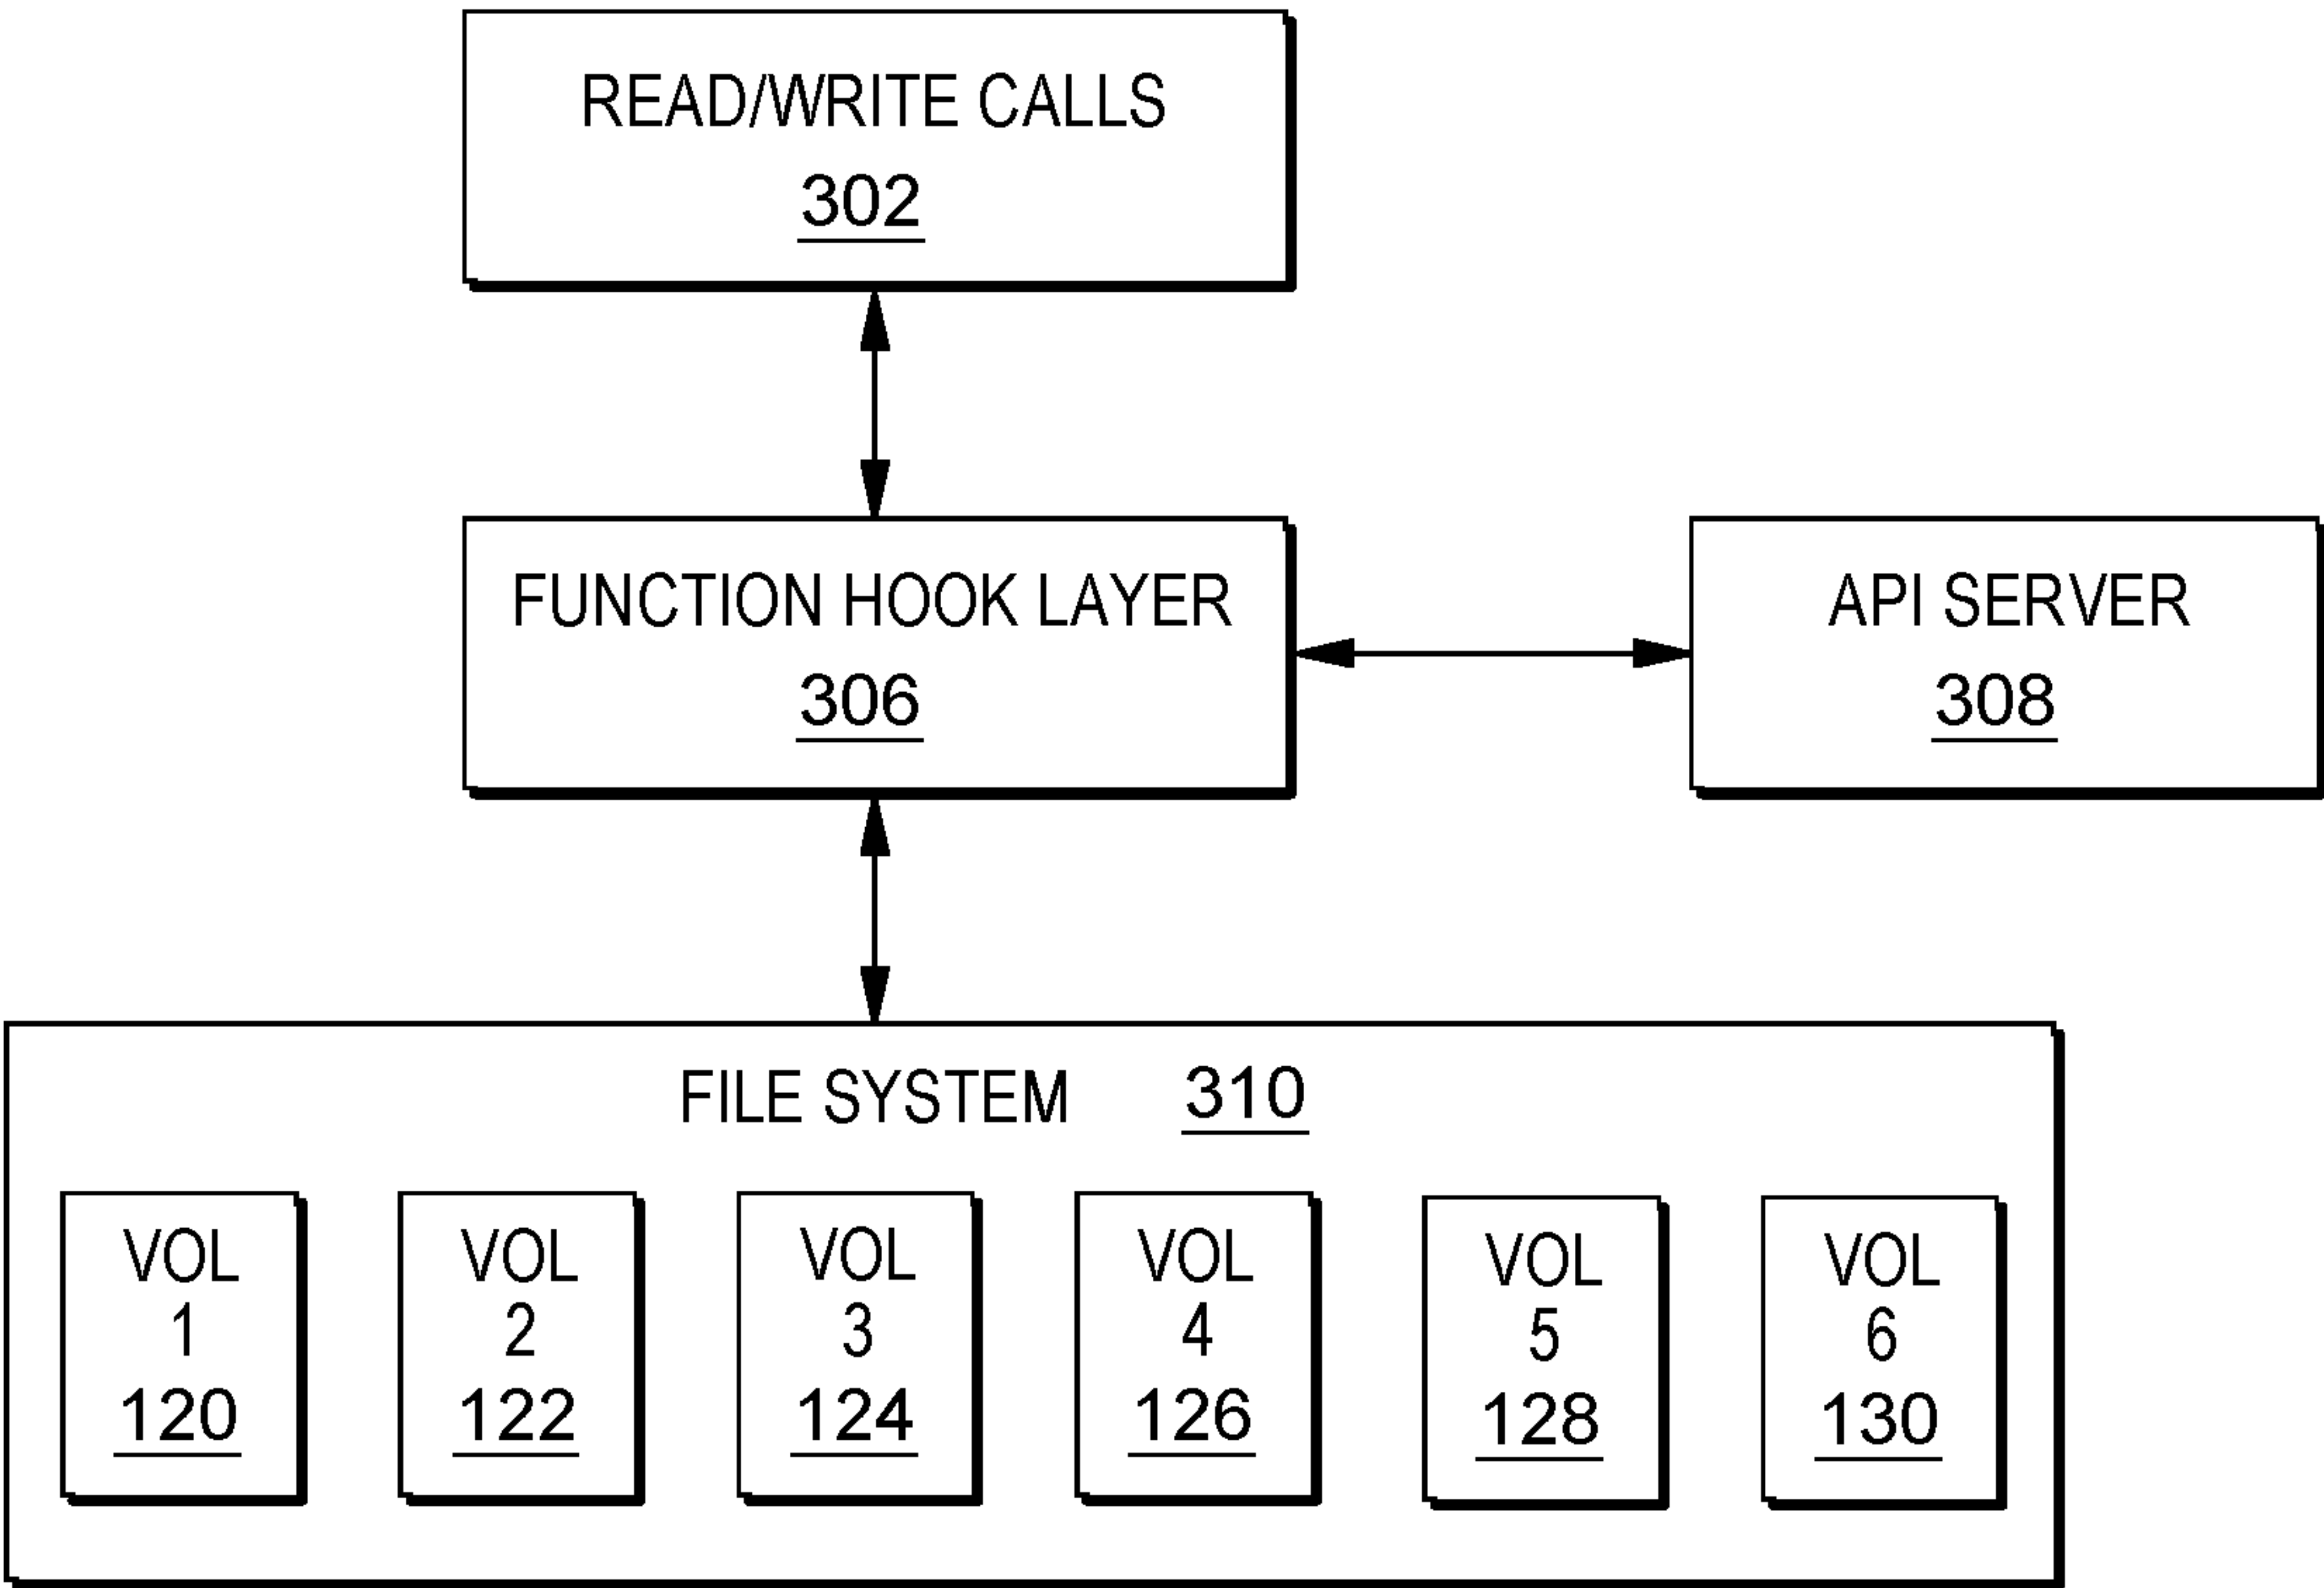 READ/WRITE CALLS
302
FUNCTION HOOK LAYER
306
API SERVER
308
FILE SYSTEM 310
VOL
1
120
VOL
2
122
VOL
3
124
VOL
4
126
VOL
5
128
VOL
6
130